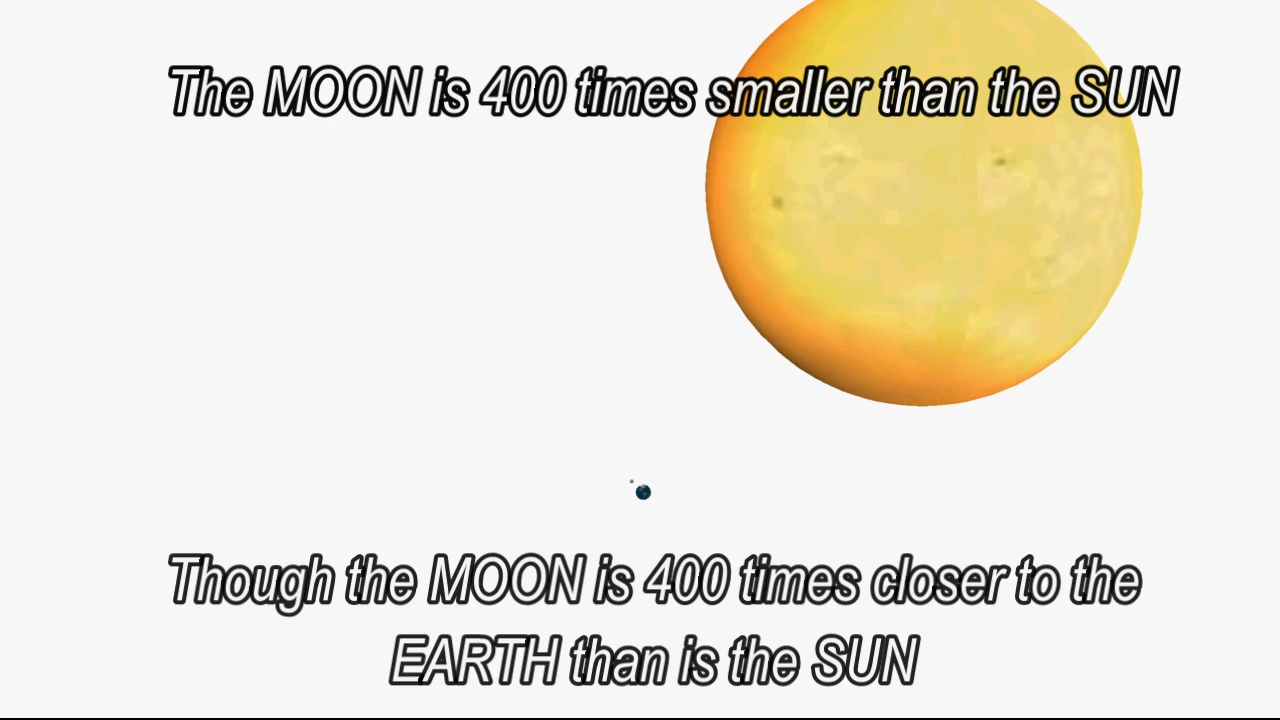 The MOON is 400 times smaller than the SUN
Though the MOON is 400 times closer to the
EARTH than is the SUN